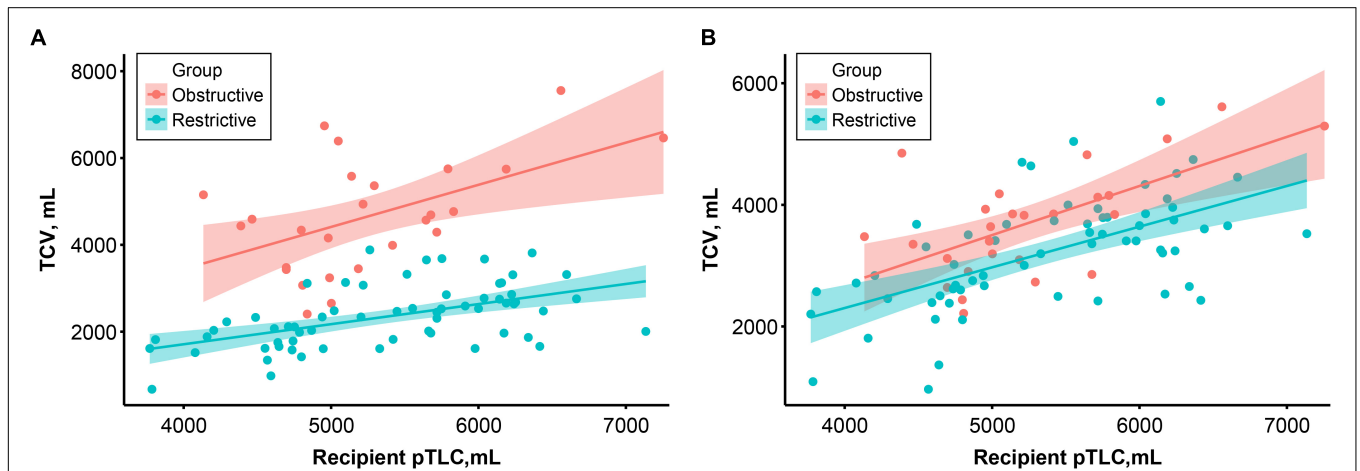 A
Group
Obstructive
Restrictive
TCV, mL
8000
6000
4000
2000
4000 5000 6000 7000
Recipient pTLC,mL
B
Group
Obstructive
Restrictive
TCV, mL
6000
4000
2000
4000 5000 6000 7000
Recipient pTLC,mL